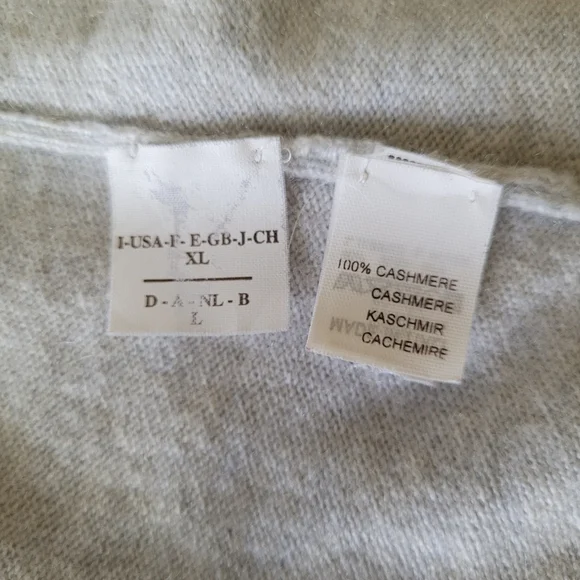 I-USA-F- E-GB-J-CH
XL
D - A - NL - B
L
100% CASHMERE
CASHMERE
KASCHMIR
CACHEMIRE